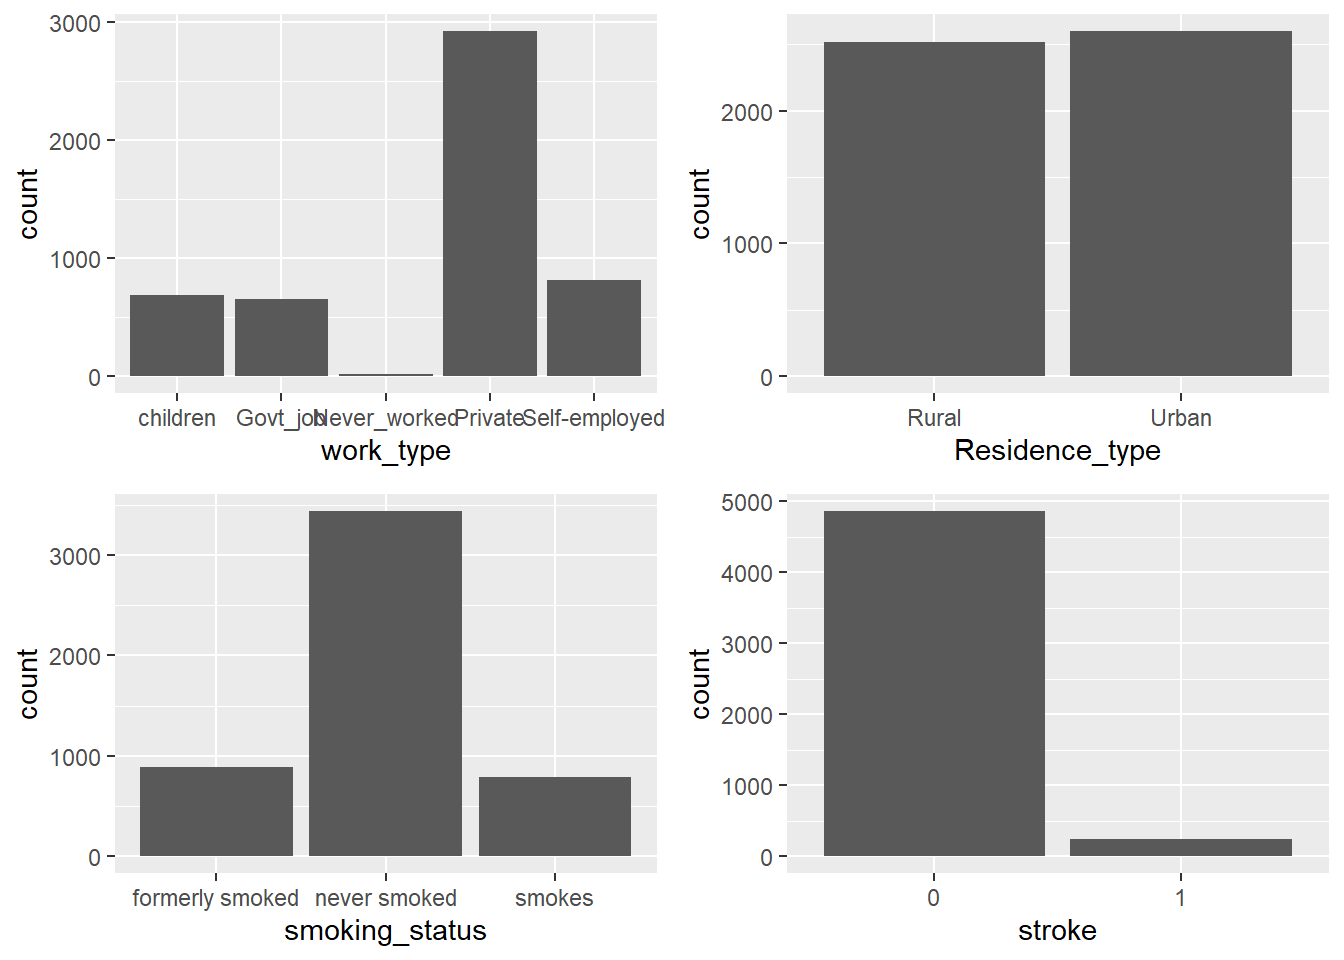 3000
2000
1000
0
count
children Govt_job Never_worked Private Self-employed
work_type
2000
1000
0
count
Rural Urban
Residence_type
3000
2000
1000
0
count
formerly smoked never smoked smokes
smoking_status
5000
4000
3000
2000
1000
0
count
0 1
stroke